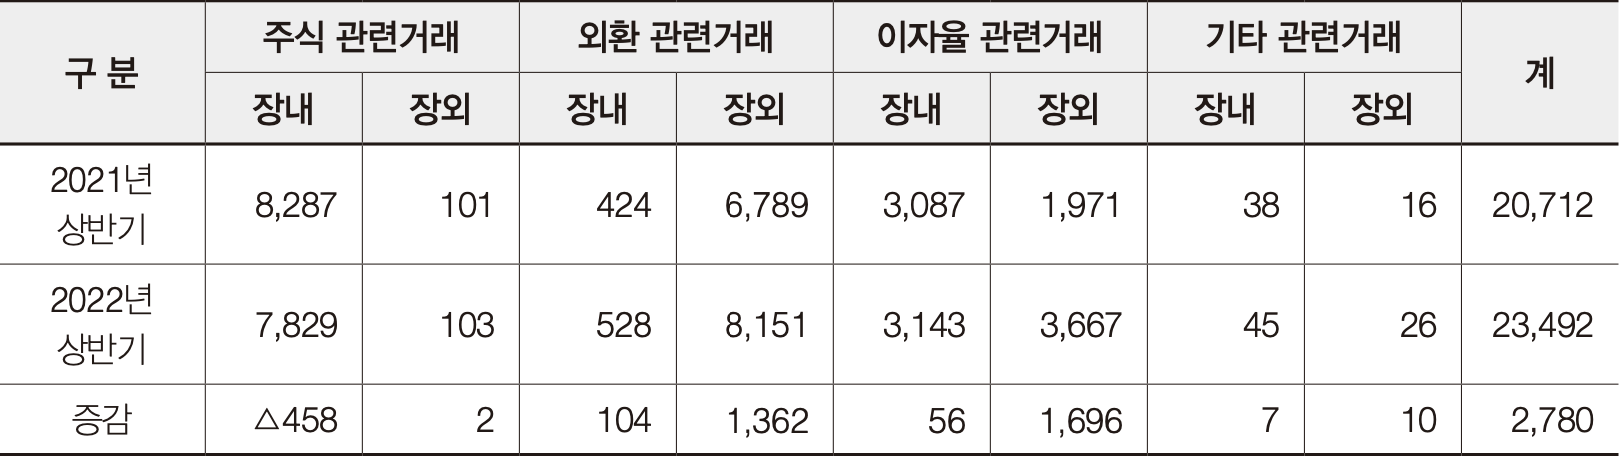 구 분 주식 관련거래 외환 관련거래 이자율 관련거래 기타 관련거래 계
장내 장외 장내 장외 장내 장외 장내 장외
2021년
상반기 8,287 101 424 6,789 3,087 1,971 38 16 20,712
2022년
상반기 7,829 103 528 8,151 3,143 3,667 45 26 23,492
증감 △458 2 104 1,362 56 1,696 7 10 2,780